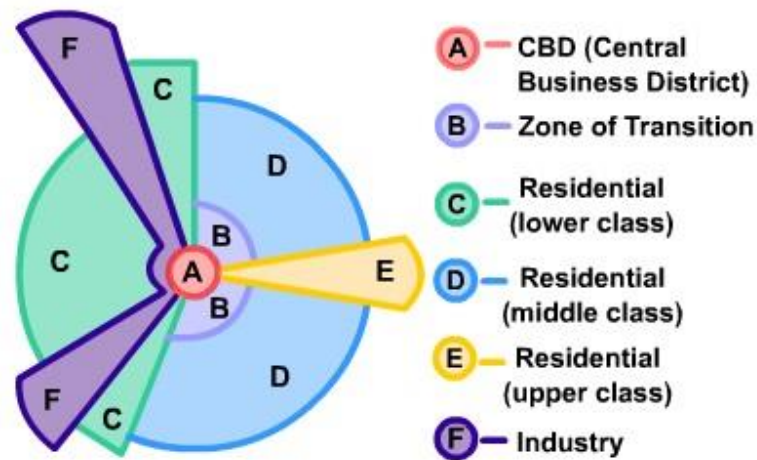 F
C
D
C
B
A
E
B
D
F
C
A CBD (Central
Business District)
B Zone of Transition
C Residential
(lower class)
D Residential
(middle class)
E Residential
(upper class)
F Industry